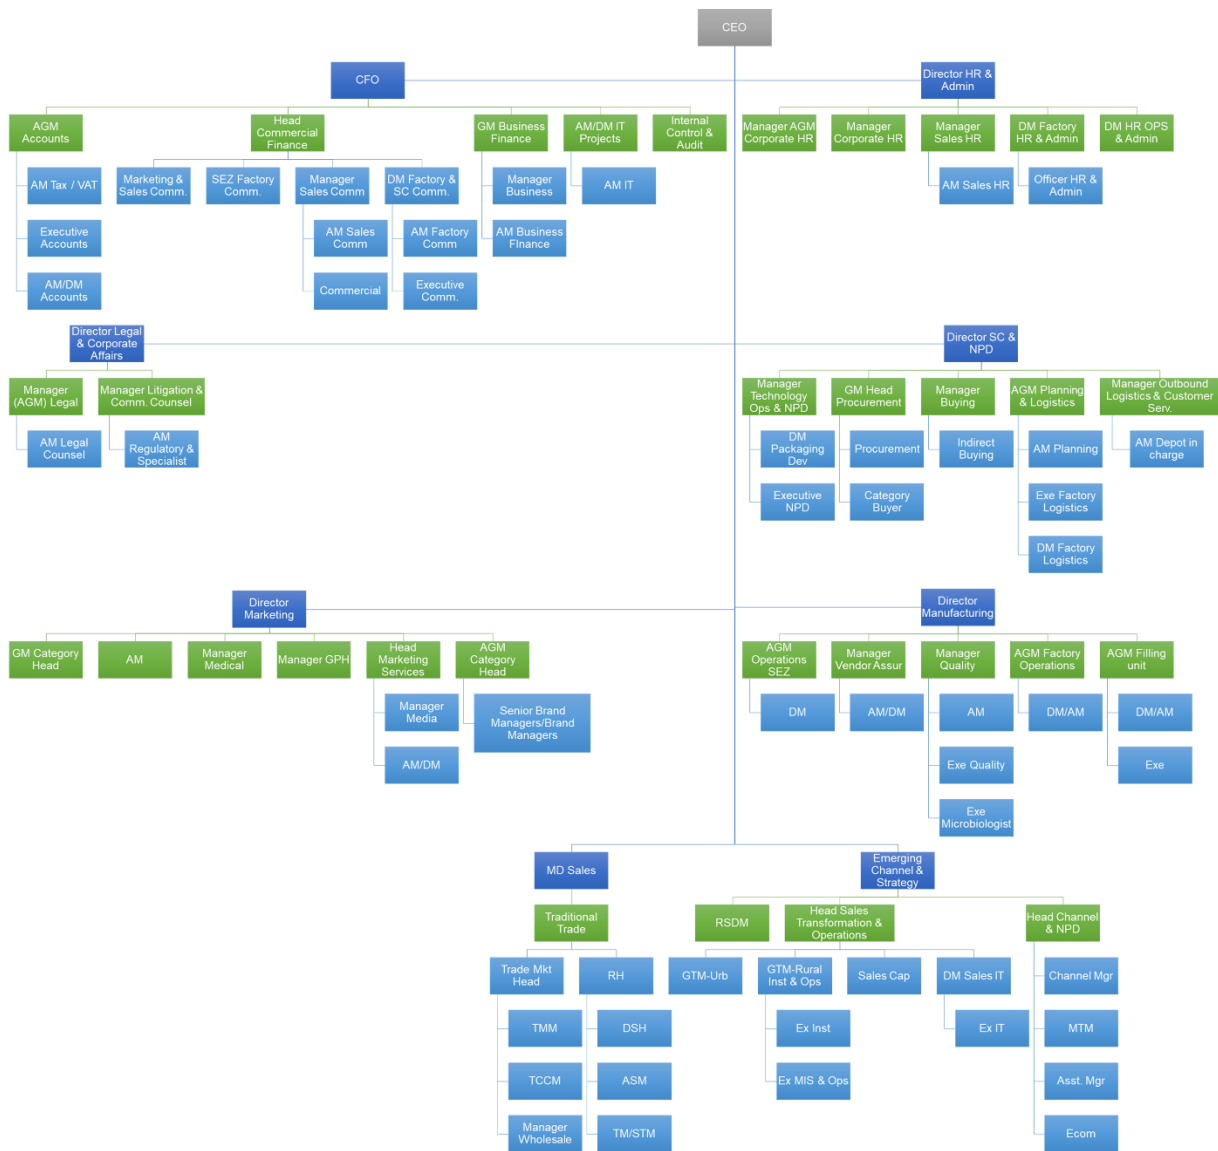 CEO
CFO
Director HR &
Admin
AGM
Accounts
Head
Commercial
Finance
GM Business
Finance
AM/DM IT
Projects
Internal
Control &
Audit
Manager AGM
Corporate HR
Manager
Corporate HR
Manager
Sales HR
DM Factory
HR & Admin
DM HR OPS
& Admin
AM Tax / VAT
Marketing &
Sales Comm.
SEZ Factory
Comm.
Manager
Sales Comm
DM Factory &
SC Comm.
Manager
Business
AM IT
AM Sales HR
Officer HR &
Admin
Executive
Accounts
AM Sales
Comm
AM Factory
Comm
AM Business
FInance
AM/DM
Accounts
Commercial
Executive
Comm.
Director Legal
& Corporate
Affairs
Director SC &
NPD
Manager
(AGM) Legal
Manager Litigation &
Comm. Counsel
Manager
Technology
Ops & NPD
GM Head
Procurement
Manager
Buying
AGM Planning
& Logistics
Manager Outbound
Logistics & Customer
Serv.
AM Legal
Counsel
AM
Regulatory &
Specialist
DM
Packaging
Dev
Procurement
Indirect
Buying
AM Planning
AM Depot in
charge
Executive
NPD
Category
Buyer
Exe Factory
Logistics
DM Factory
Logistics
Director
Marketing
Director
Manufacturing
GM Category
Head
AM
Manager
Medical
Manager GPH
Head
Marketing
Services
AGM
Category
Head
AGM
Operations
SEZ
Manager
Vendor Assur
Manager
Quality
AGM Factory
Operations
AGM Filling
unit
Manager
Media
Senior Brand
Managers/Brand
Managers
DM
AM/DM
AM
DM/AM
DM/AM
AM/DM
Exe Quality
Exe
Exe
Microbiologist
MD Sales
Emerging
Channel &
Strategy
Traditional
Trade
RSDM
Head Sales
Transformation &
Operations
Head Channel
& NPD
Trade Mkt
Head
RH
GTM-Urb
GTM-Rural
Inst & Ops
Sales Cap
DM Sales IT
Channel Mgr
TMM
DSH
Ex Inst
Ex IT
MTM
TCCM
ASM
Ex MIS & Ops
Asst. Mgr
Manager
Wholesale
TM/STM
Ecom